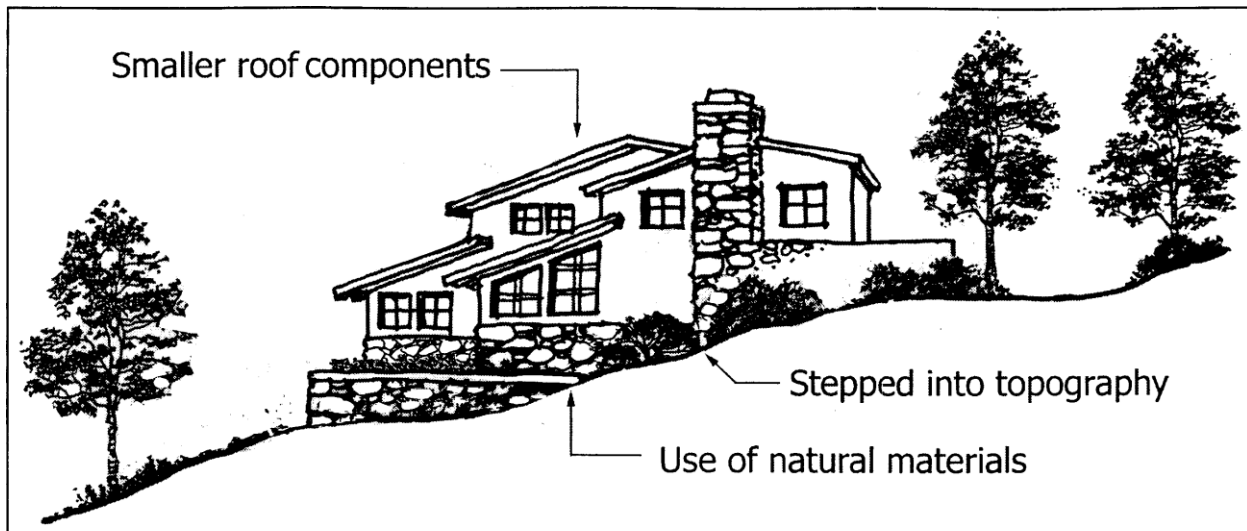 Smaller roof components
Stepped into topography
Use of natural materials